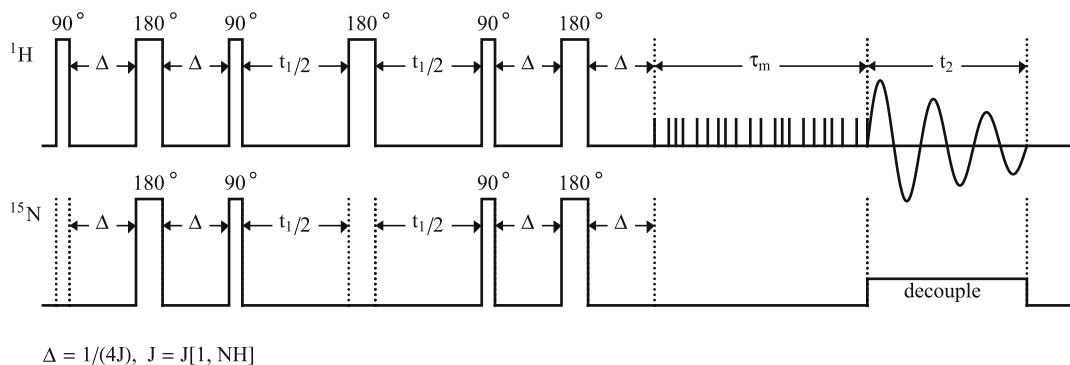 90° 180° 90° 180° 90° 180°
¹H Δ Δ t₁/2 t₁/2 Δ Δ τₘ t₂
180° 90° 90° 180°
¹⁵N Δ Δ t₁/2 t₁/2 Δ Δ
decouple
Δ = 1/(4J), J = J[1, NH]